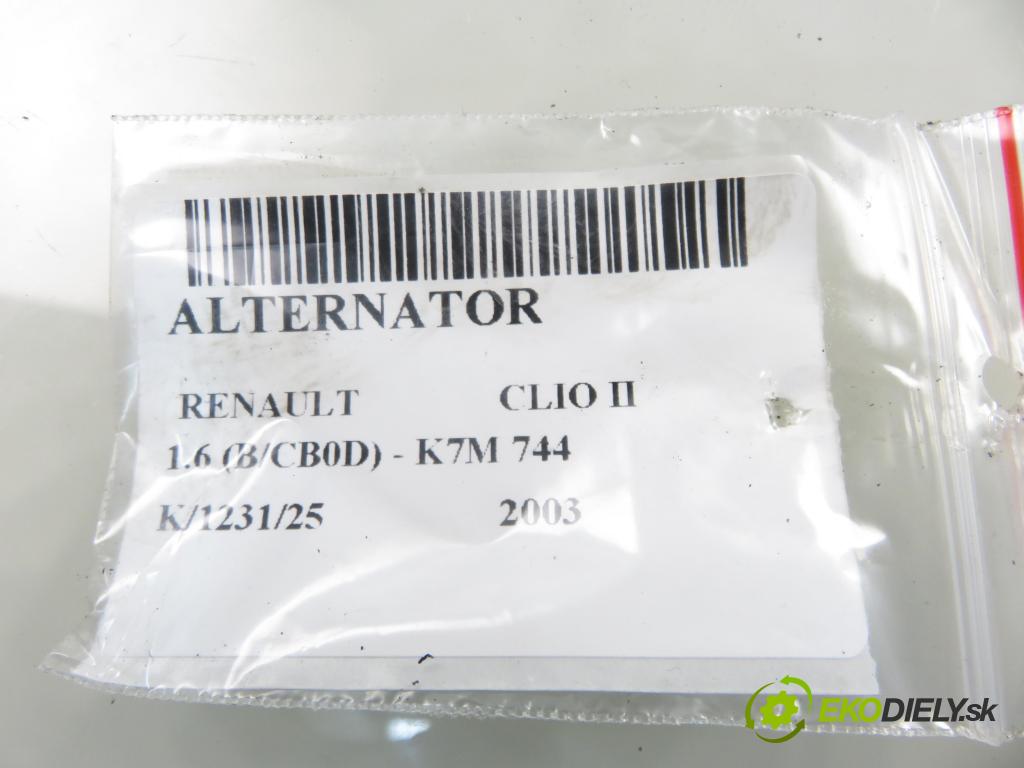 ALTERNATOR
RENAULT CLIO II
1.6 (B/CB0D) - K7M 744
K/1231/25 2003
EKODIELY.sk